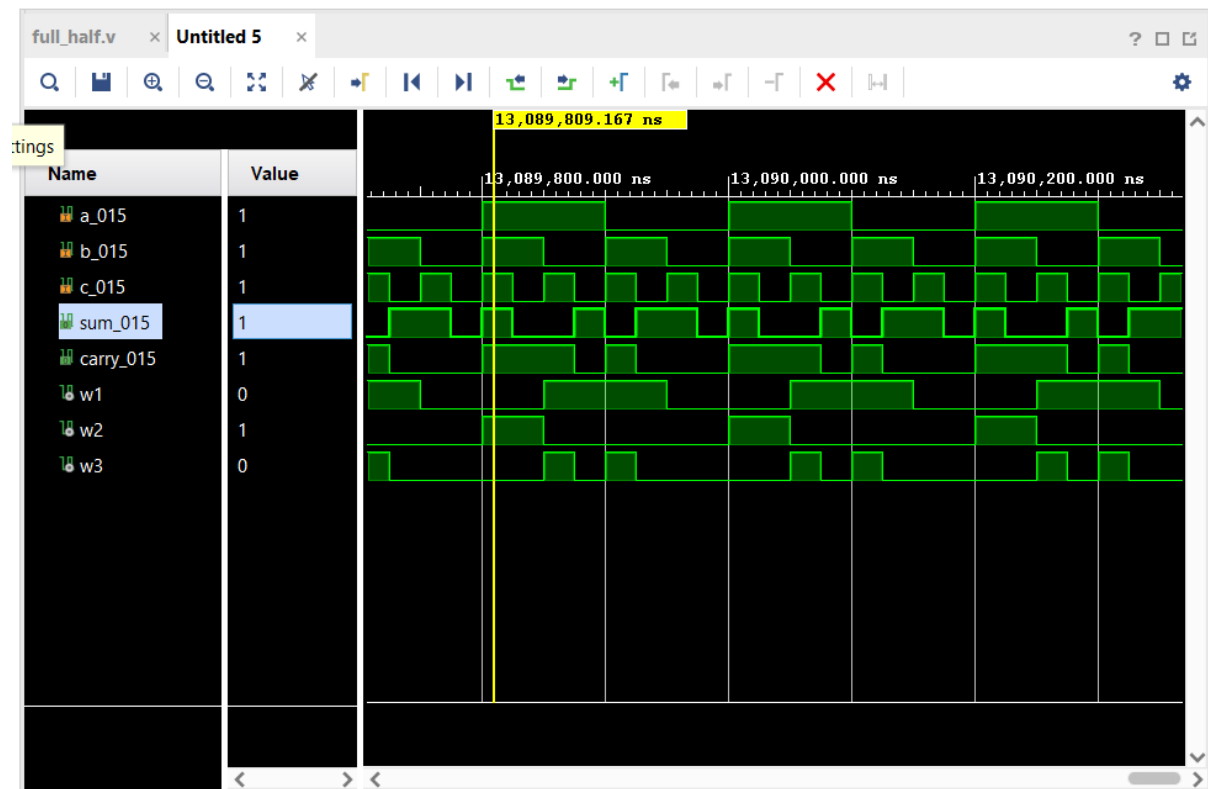 full_half.v × Untitled 5 × ?
13,089,809.167 ns
ttings
Name Value 13,089,800.000 ns 13,090,000.000 ns 13,090,200.000 ns
a_015 1
b_015 1
c_015 1
sum_015 1
carry_015 1
w1 0
w2 1
w3 0